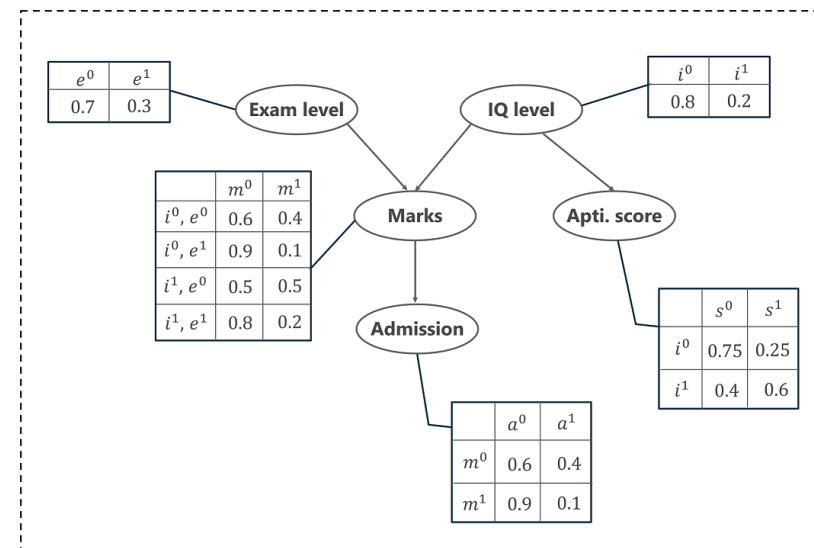 e⁰ e¹
0.7 0.3
Exam level
IQ level
i⁰ i¹
0.8 0.2
m⁰ m¹
i⁰, e⁰ 0.6 0.4
i⁰, e¹ 0.9 0.1
i¹, e⁰ 0.5 0.5
i¹, e¹ 0.8 0.2
Marks
Apti. score
Admission
s⁰ s¹
i⁰ 0.75 0.25
i¹ 0.4 0.6
a⁰ a¹
m⁰ 0.6 0.4
m¹ 0.9 0.1